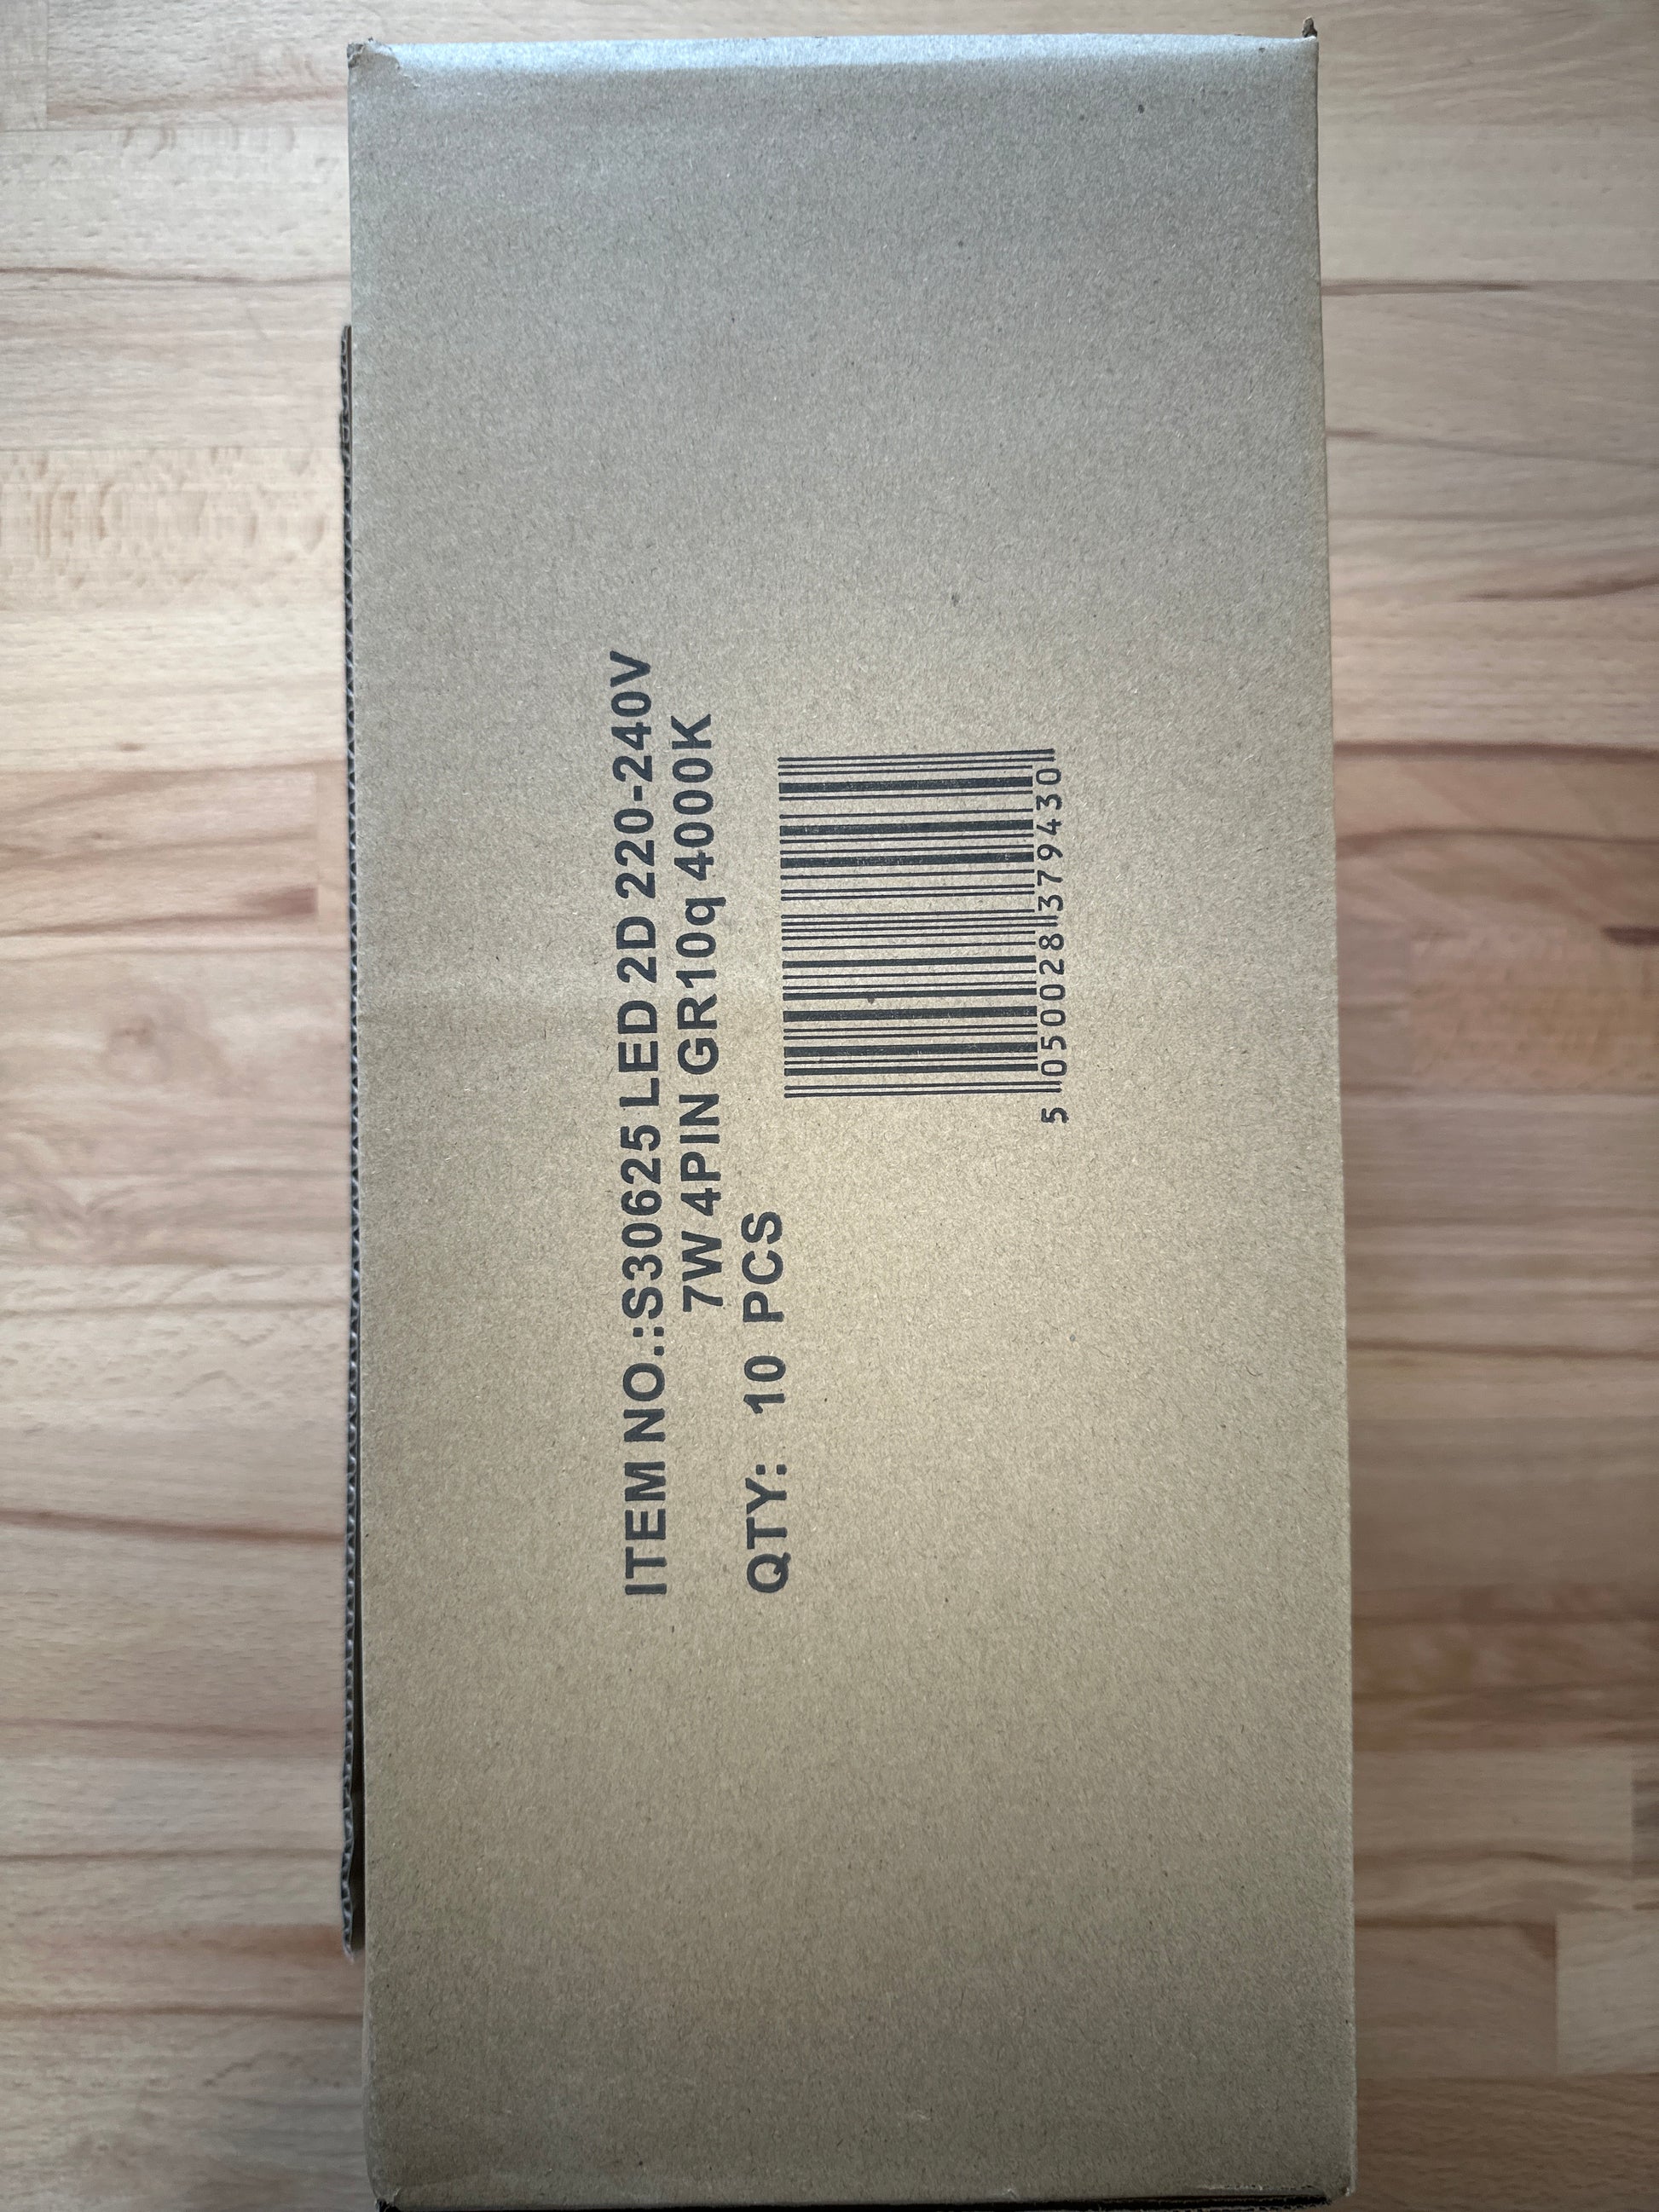 ITEM NO.:S30625 LED 2D 220-240V
7W 4PIN GR10q 4000K
QTY: 10 PCS
5 050028 379430